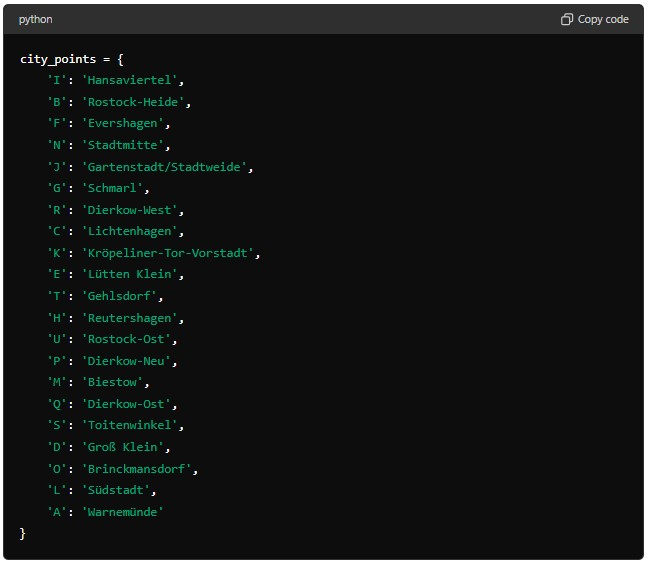 python
Copy code
city_points = {
    'I': 'Hansaviertel',
    'B': 'Rostock-Heide',
    'F': 'Evershagen',
    'N': 'Stadtmitte',
    'J': 'Gartenstadt/Stadtweide',
    'G': 'Schmarl',
    'R': 'Dierkow-West',
    'C': 'Lichtenhagen',
    'K': 'Kröpeliner-Tor-Vorstadt',
    'E': 'Lütten Klein',
    'T': 'Gehlsdorf',
    'H': 'Reutershagen',
    'U': 'Rostock-Ost',
    'P': 'Dierkow-Neu',
    'M': 'Biestow',
    'Q': 'Dierkow-Ost',
    'S': 'Toitenwinkel',
    'D': 'Groß Klein',
    'O': 'Brinckmansdorf',
    'L': 'Südstadt',
    'A': 'Warnemünde'
}